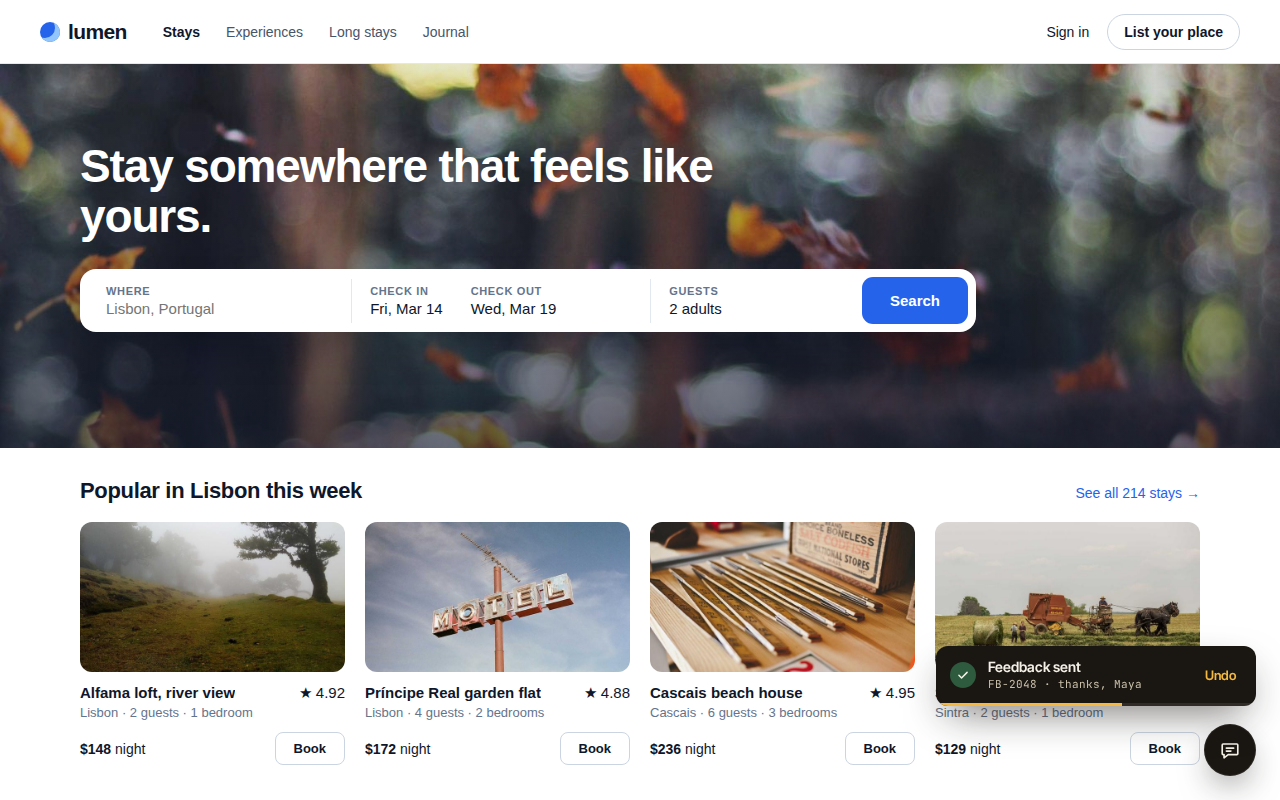 lumen
Stays
Experiences
Long stays
Journal
Sign in
List your place
Stay somewhere that feels like
yours.
WHERE
Lisbon, Portugal
CHECK IN
Fri, Mar 14
CHECK OUT
Wed, Mar 19
GUESTS
2 adults
Search
Popular in Lisbon this week
See all 214 stays →
MOTEL
BONELESS
SALT CODFISH
NATIONAL STORES
Alfama loft, river view
★ 4.92
Lisbon · 2 guests · 1 bedroom
$148 night
Book
Príncipe Real garden flat
★ 4.88
Lisbon · 4 guests · 2 bedrooms
$172 night
Book
Cascais beach house
★ 4.95
Cascais · 6 guests · 3 bedrooms
$236 night
Book
Sintra · 2 guests · 1 bedroom
$129 night
Book
Feedback sent
FB-2048 · thanks, Maya
Undo